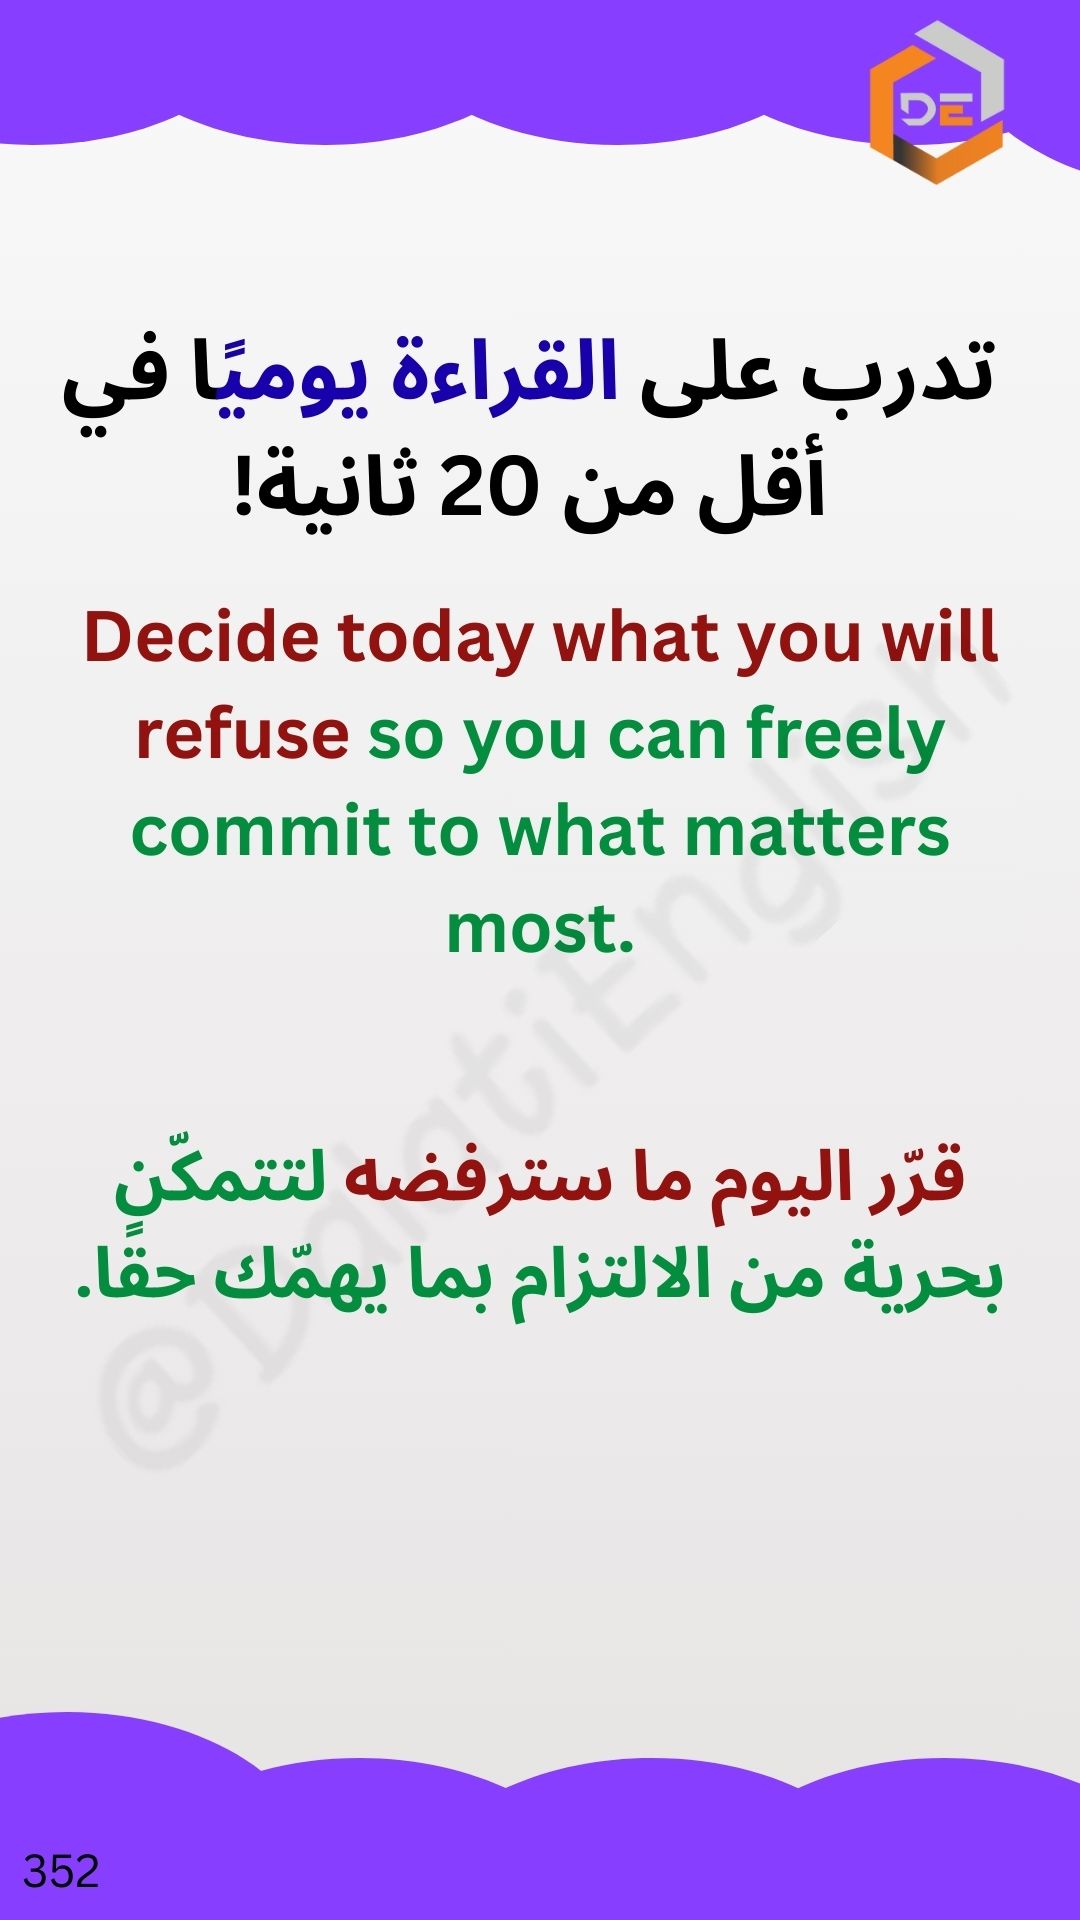 DE
تدرب على القراءة يوميًا في
أقل من 20 ثانية!
Decide today what you will
refuse so you can freely
commit to what matters
most.
@DalatiEnglish
قرّر اليوم ما سترفضه لتتمكّن
بحرية من الالتزام بما يهمّك حقًا.
352